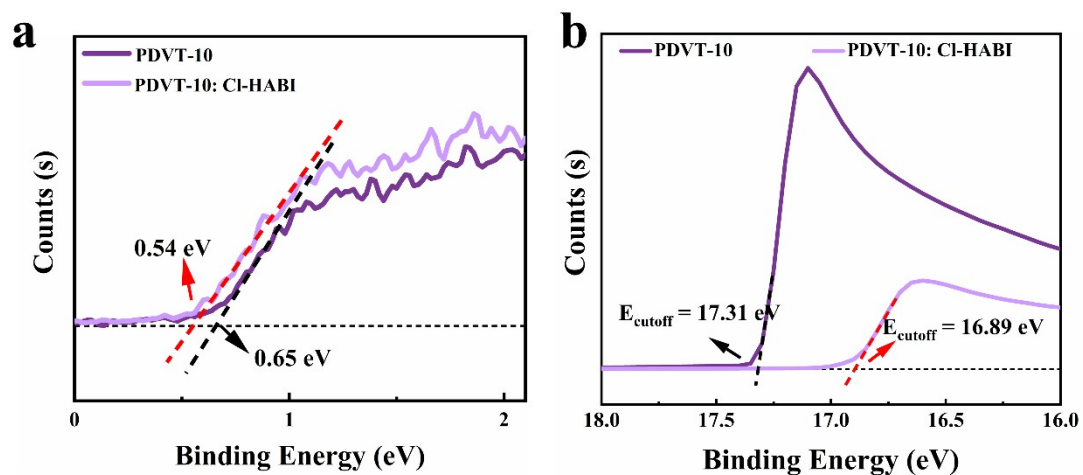 a
PDVT-10
PDVT-10: Cl-HABI
Counts (s)
0.54 eV
0.65 eV
0
1
2
Binding Energy (eV)
b
PDVT-10
PDVT-10: Cl-HABI
Counts (s)
Ecutoff = 17.31 eV
Ecutoff = 16.89 eV
18.0
17.5
17.0
16.5
16.0
Binding Energy (eV)